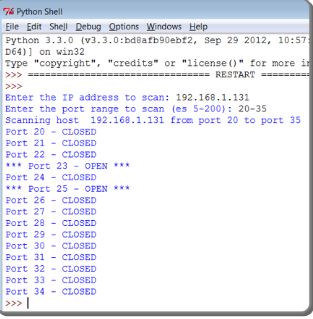 Python Shell
File Edit Shell Debug Options Windows Help
Python 3.3.0 (v3.3.0:bd8afb90ebf2, Sep 29 2012, 10:57:
D64)] on win32
Type "copyright", "credits" or "license()" for more in
>>> ================================ RESTART =========
>>>
Enter the IP address to scan: 192.168.1.131
Enter the port range to scan (es 5-200): 20-35
Scanning host  192.168.1.131 from port 20 to port 35
Port 20 - CLOSED
Port 21 - CLOSED
Port 22 - CLOSED
*** Port 23 - OPEN ***
Port 24 - CLOSED
*** Port 25 - OPEN ***
Port 26 - CLOSED
Port 27 - CLOSED
Port 28 - CLOSED
Port 29 - CLOSED
Port 30 - CLOSED
Port 31 - CLOSED
Port 32 - CLOSED
Port 33 - CLOSED
Port 34 - CLOSED
>>>